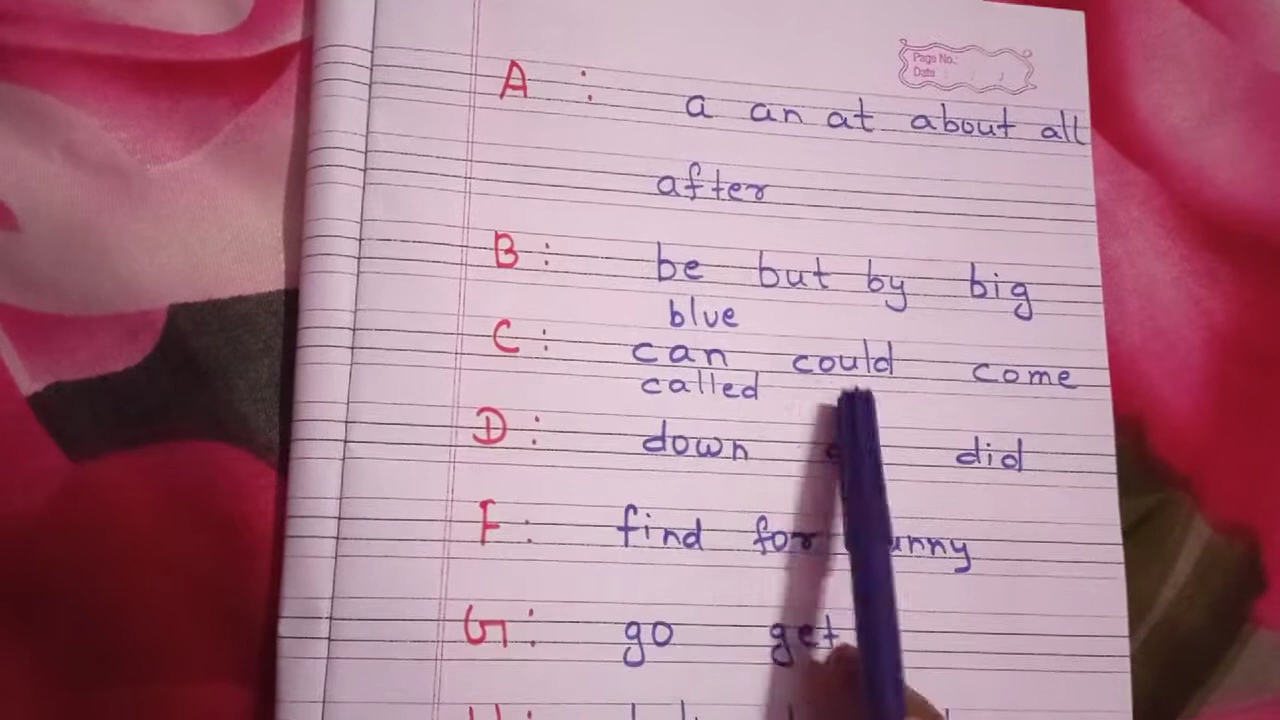 Page No.:
Date
A : a an at about all
after
B : be but by big
blue
C : can could come
called
D : down did
F : find for
G : go get